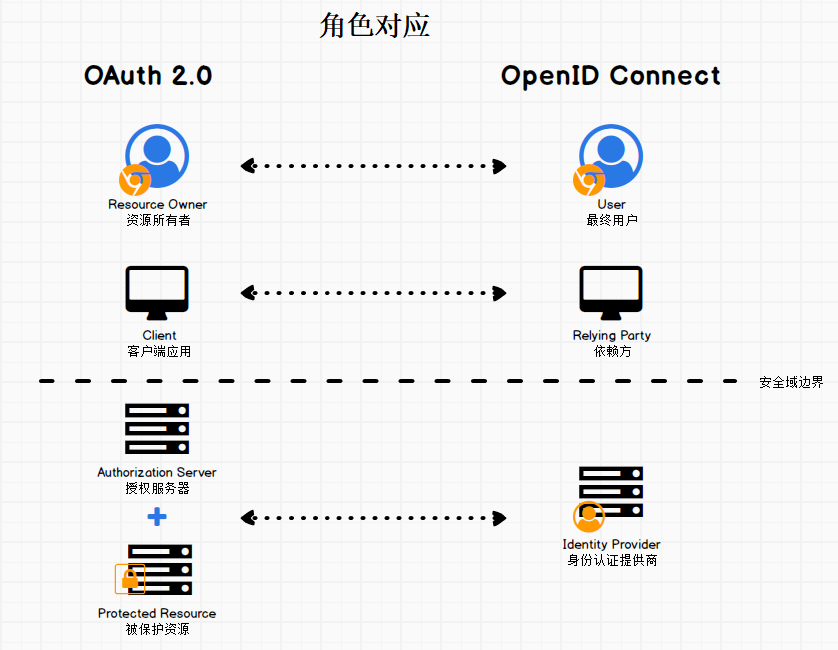 角色对应
OAuth 2.0
OpenID Connect
Resource Owner
资源所有者
User
最终用户
Client
客户端应用
Relying Party
依赖方
安全域边界
Authorization Server
授权服务器
Identity Provider
身份认证提供商
Protected Resource
被保护资源